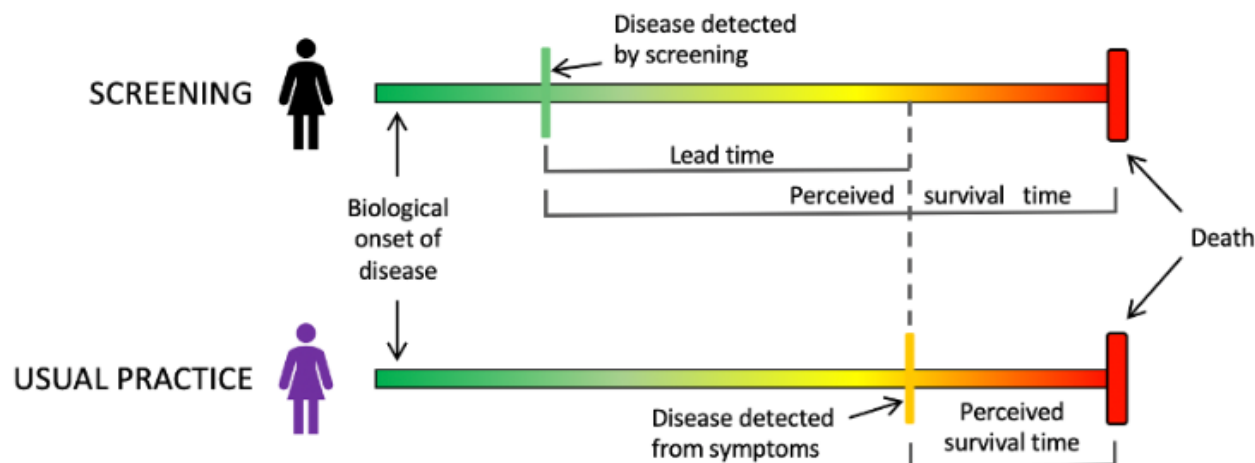 Disease detected
by screening
SCREENING
Lead time
Perceived survival time
Biological
onset of
disease
Death
USUAL PRACTICE
Disease detected
from symptoms
Perceived
survival time